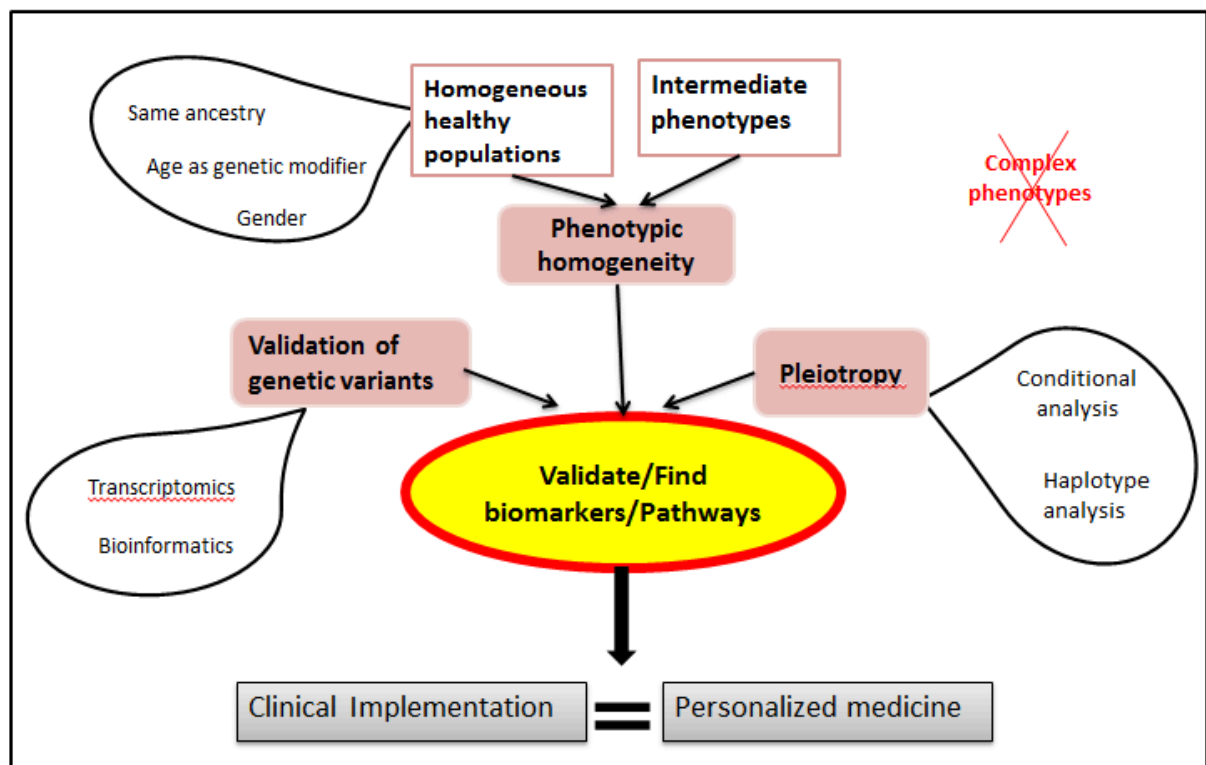 Homogeneous
healthy
populations
Intermediate
phenotypes
Same ancestry
Age as genetic modifier
Gender
Complex
phenotypes
Phenotypic
homogeneity
Validation of
genetic variants
Pleiotropy
Conditional
analysis
Haplotype
analysis
Transcriptomics
Bioinformatics
Validate/Find
biomarkers/Pathways
Clinical Implementation
=
Personalized medicine